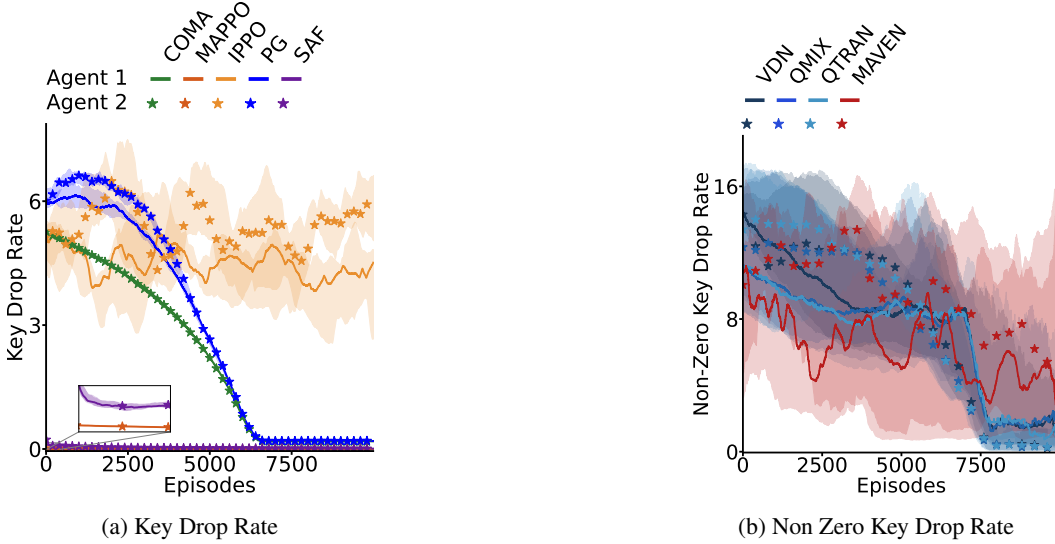 COMA
MAPPO
IPPO
PG
SAF
Agent 1
Agent 2
Key Drop Rate
6
3
0
0
2500
5000
7500
Episodes
(a) Key Drop Rate
VDN
QMIX
QTRAN
MAVEN
Non-Zero Key Drop Rate
16
8
0
0
2500
5000
7500
Episodes
(b) Non Zero Key Drop Rate